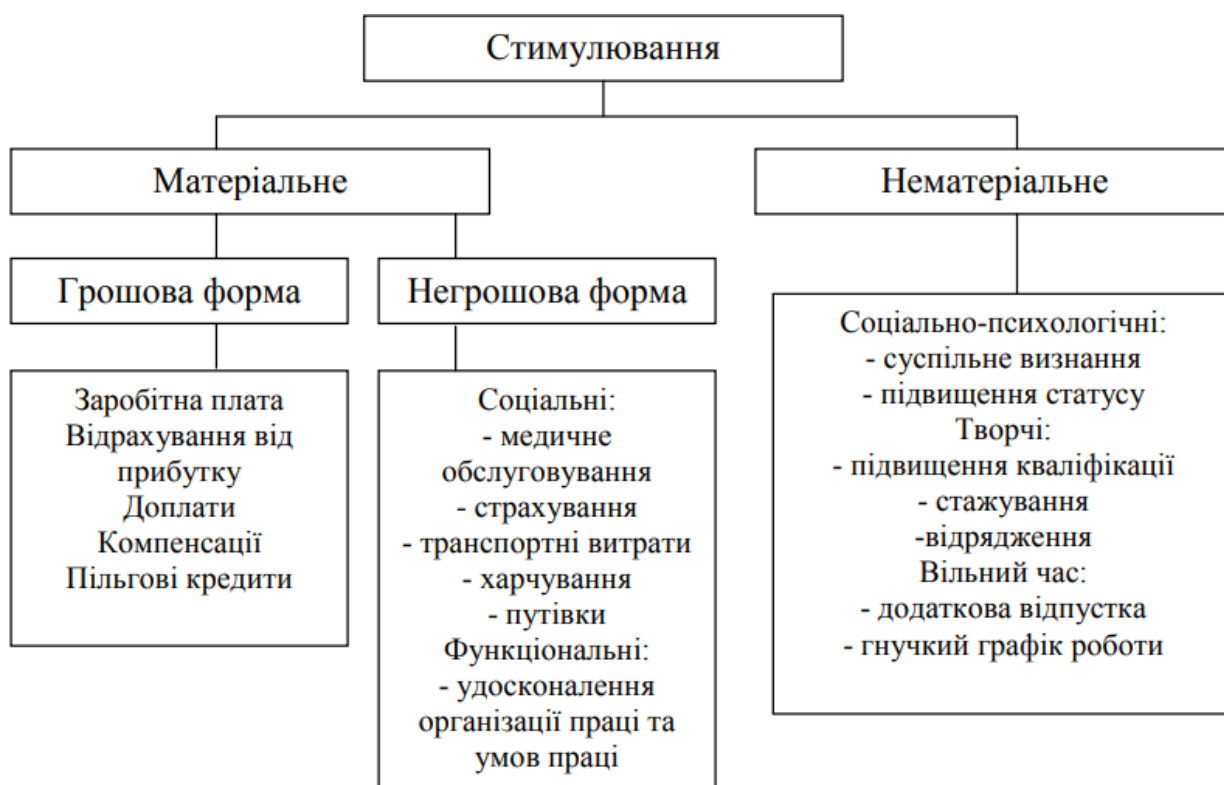 Стимулювання
Матеріальне
Нематеріальне
Грошова форма
Негрошова форма
Заробітна плата
Відрахування від
прибутку
Доплати
Компенсації
Пільгові кредити
Соціальні:
- медичне
обслуговування
- страхування
- транспортні витрати
- харчування
- путівки
Функціональні:
- удосконалення
організації праці та
умов праці
Соціально-психологічні:
- суспільне визнання
- підвищення статусу
Творчі:
- підвищення кваліфікації
- стажування
-відрядження
Вільний час:
- додаткова відпустка
- гнучкий графік роботи